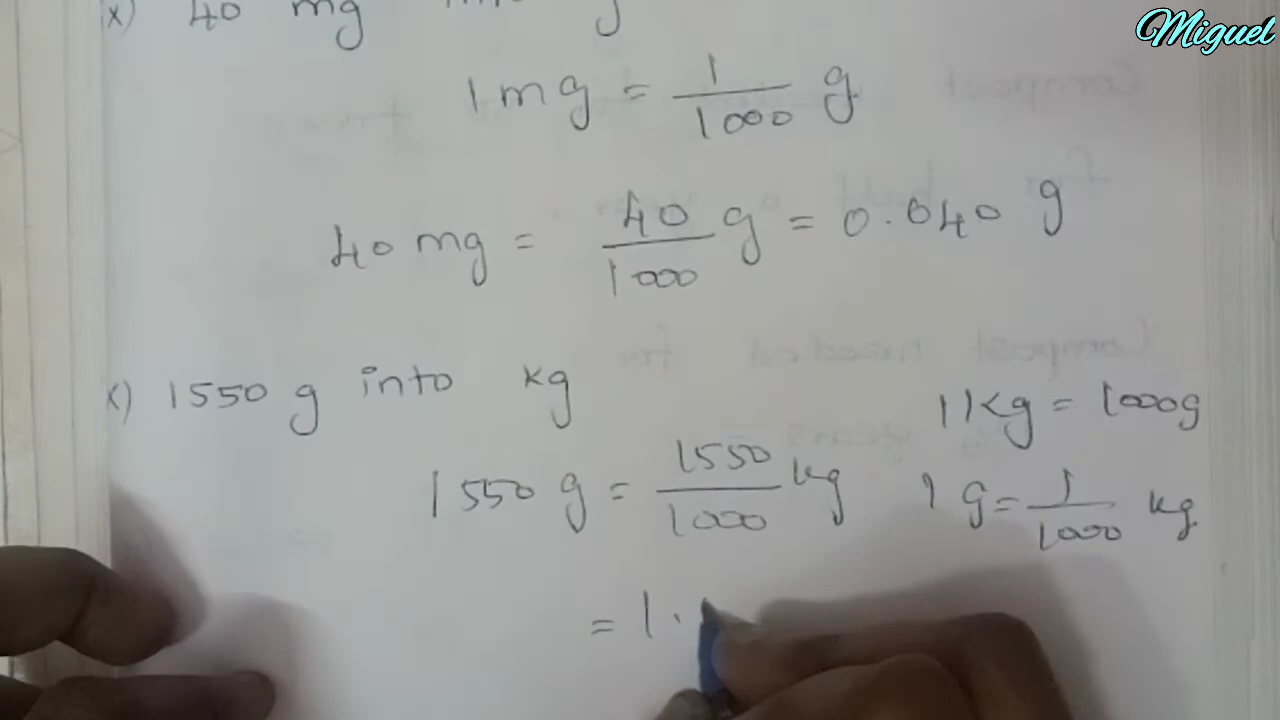 Miguel
x) 40 mg
1 mg = 1/1000 g
40 mg = 40/1000 g = 0.040 g
x) 1550 g into kg
1 kg = 1000g
1550 g = 1550/1000 kg
1 g = 1/1000 kg
= 1.